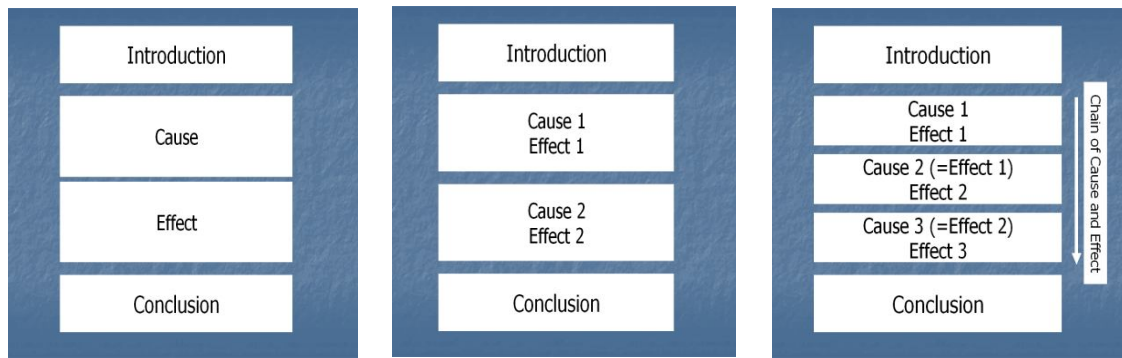 Introduction
Cause
Effect
Conclusion
Introduction
Cause 1
Effect 1
Cause 2
Effect 2
Conclusion
Introduction
Cause 1
Effect 1
Cause 2 (=Effect 1)
Effect 2
Cause 3 (=Effect 2)
Effect 3
Conclusion
Chain of Cause and Effect